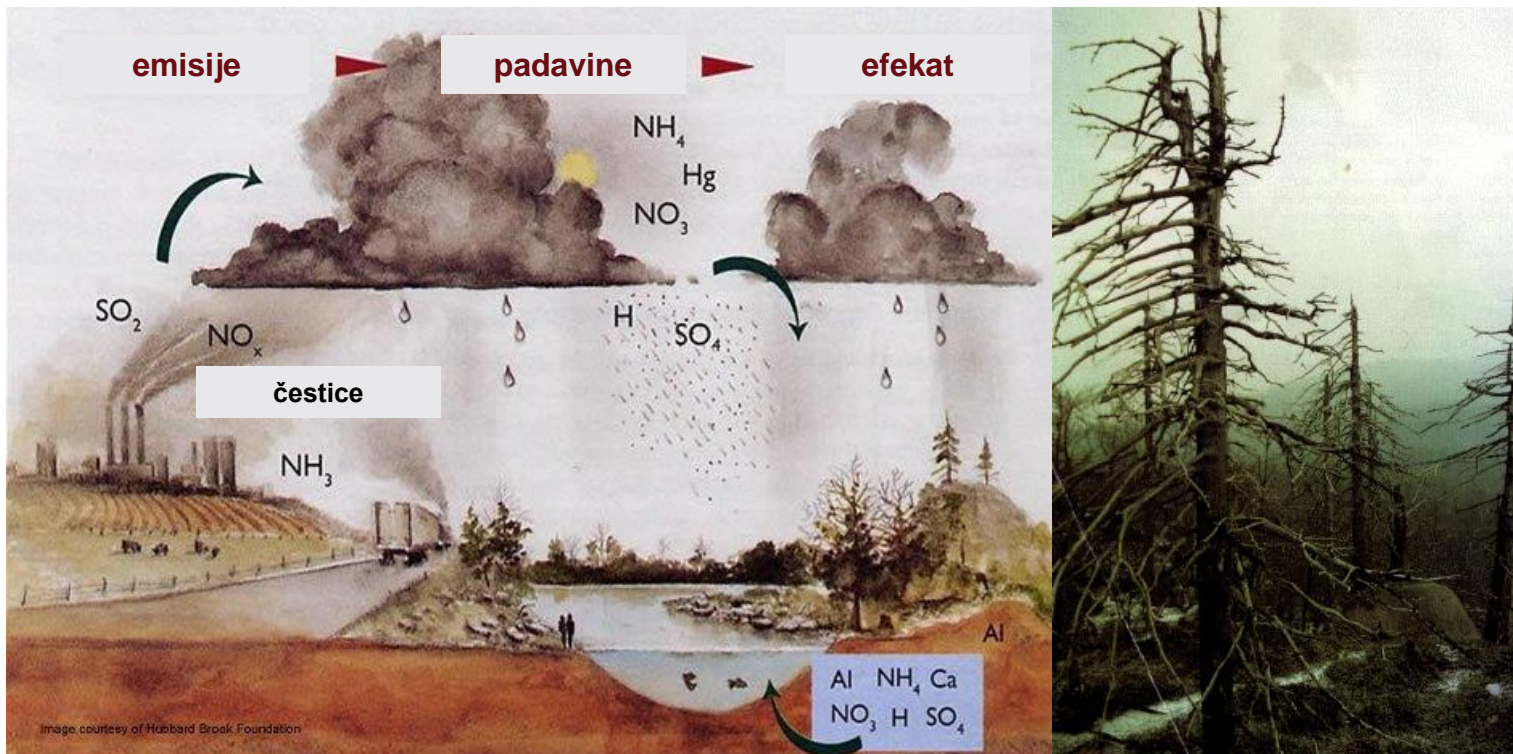 emisije
padavine
efekat
NH₄
Hg
NO₃
SO₂
NOₓ
H
SO₄
čestice
NH₃
Al
Al NH₄ Ca
NO₃ H SO₄
Image courtesy of Hubbard Brook Foundation